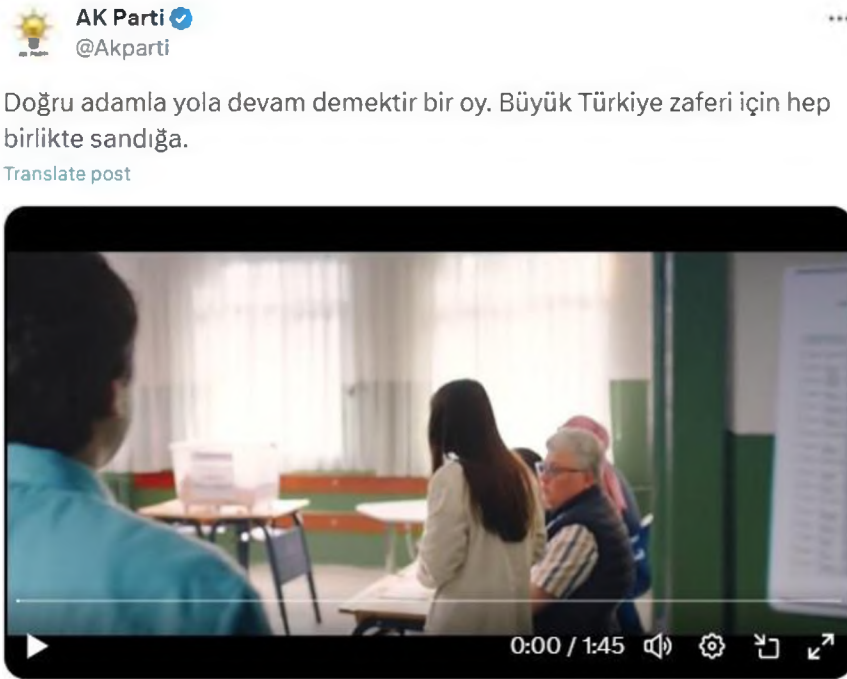 AK Parti
@Akparti
Doğru adamla yola devam demektir bir oy. Büyük Türkiye zaferi için hep
birlikte sandığa.
Translate post
0:00 / 1:45